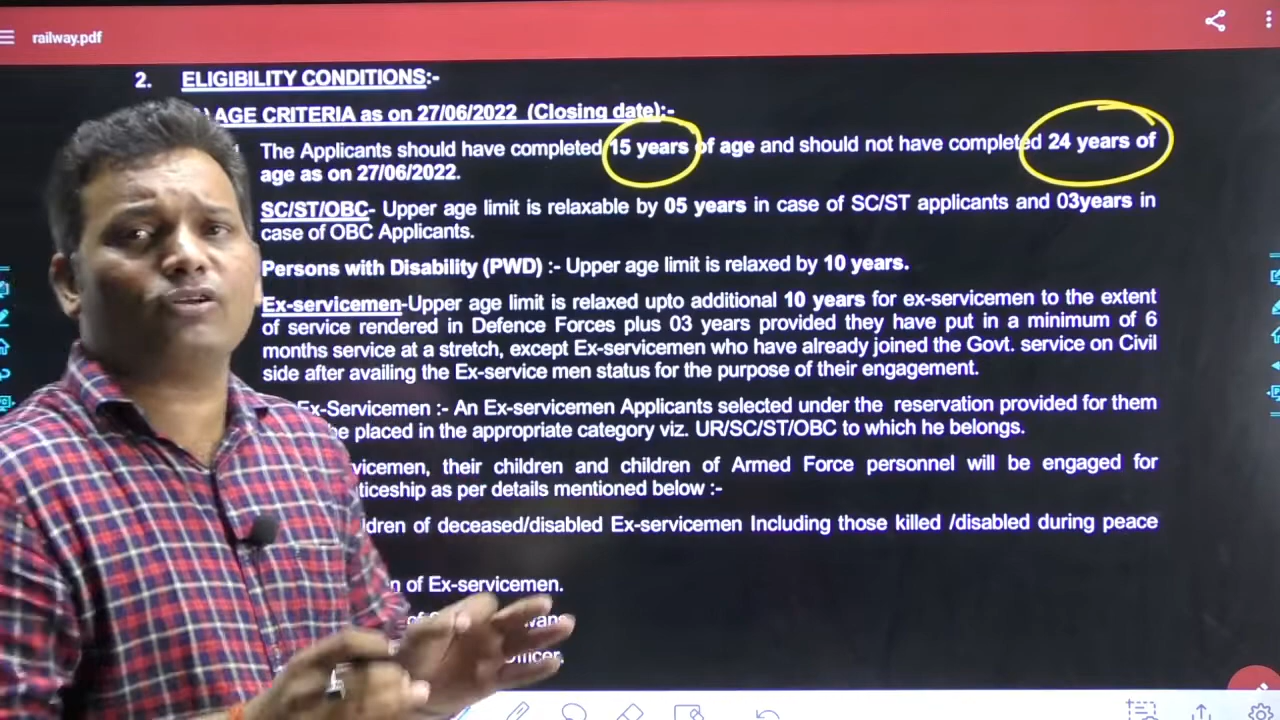 railway.pdf
2. ELIGIBILITY CONDITIONS:-
AGE CRITERIA as on 27/06/2022 (Closing date):-
The Applicants should have completed 15 years of age and should not have completed 24 years of
age as on 27/06/2022.
SC/ST/OBC- Upper age limit is relaxable by 05 years in case of SC/ST applicants and 03years in
case of OBC Applicants.
Persons with Disability (PWD) :- Upper age limit is relaxed by 10 years.
Ex-servicemen-Upper age limit is relaxed upto additional 10 years for ex-servicemen to the extent
of service rendered in Defence Forces plus 03 years provided they have put in a minimum of 6
months service at a stretch, except Ex-servicemen who have already joined the Govt. service on Civil
side after availing the Ex-service men status for the purpose of their engagement.
Ex-Servicemen :- An Ex-servicemen Applicants selected under the reservation provided for them
be placed in the appropriate category viz. UR/SC/ST/OBC to which he belongs.
vicemen, their children and children of Armed Force personnel will be engaged for
ticeship as per details mentioned below :-
ldren of deceased/disabled Ex-servicemen Including those killed /disabled during peace
n of Ex-servicemen.
of
fficer.